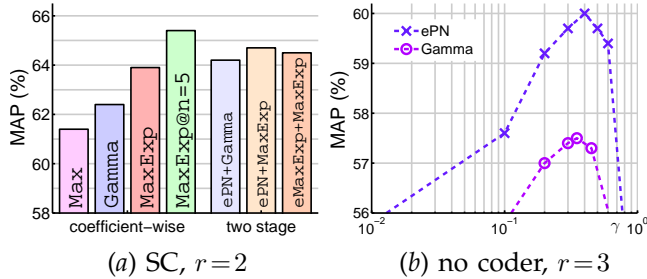 MAP (%)
66
64
62
60
58
Max
Gamma
MaxExp
MaxExp@n=5
ePN+Gamma
ePN+MaxExp
eMaxExp+MaxExp
coefficient-wise
two stage
(a) SC, r=2
MAP (%)
60
59
58
57
56
ePN
Gamma
10⁻²
10⁻¹
γ
10⁰
(b) no coder, r=3